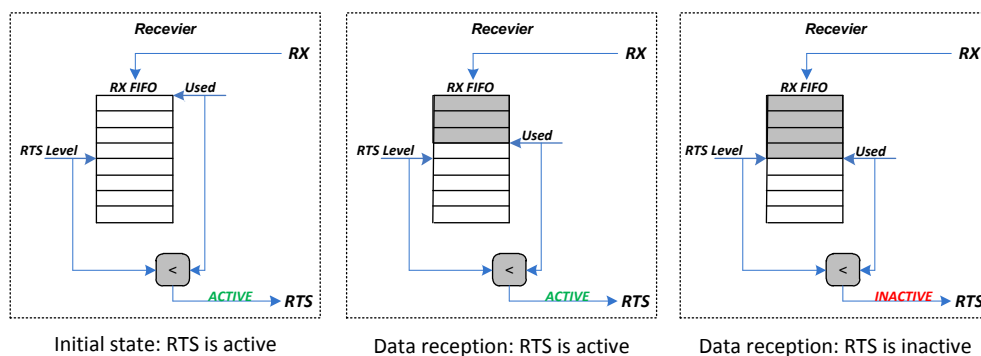 Recevier
RX
RX FIFO
Used
RTS Level
<
ACTIVE
RTS
Initial state: RTS is active
Recevier
RX
RX FIFO
Used
RTS Level
<
ACTIVE
RTS
Data reception: RTS is active
Recevier
RX
RX FIFO
RTS Level
Used
<
INACTIVE
RTS
Data reception: RTS is inactive